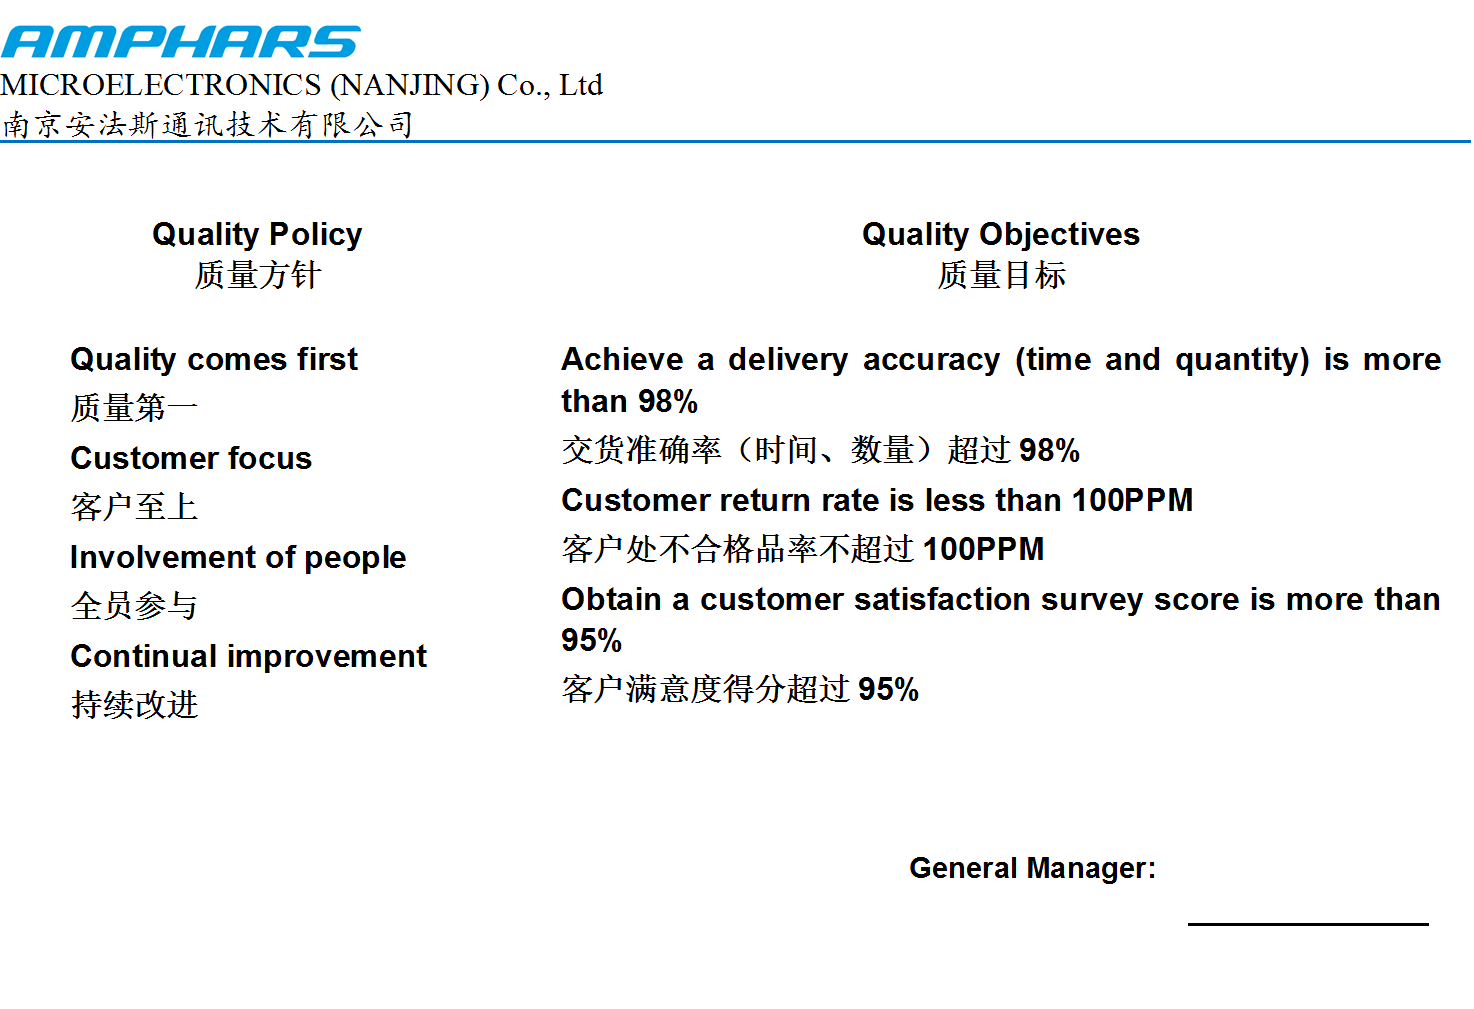 AMPHARS
MICROELECTRONICS (NANJING) Co., Ltd
南京安法斯通讯技术有限公司
Quality Policy
质量方针
Quality comes first
质量第一
Customer focus
客户至上
Involvement of people
全员参与
Continual improvement
持续改进
Quality Objectives
质量目标
Achieve a delivery accuracy (time and quantity) is more
than 98%
交货准确率（时间、数量）超过 98%
Customer return rate is less than 100PPM
客户处不合格品率不超过 100PPM
Obtain a customer satisfaction survey score is more than
95%
客户满意度得分超过 95%
General Manager: